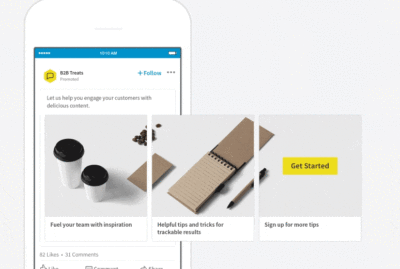 10:15 AM
B2B Treats
Promoted
+ Follow
Let us help you engage your customers with
delicious content.
Get Started
Fuel your team with inspiration
Helpful tips and tricks for
trackable results
Sign up for more tips
82 Likes • 31 Comments
Like
Comment
Share